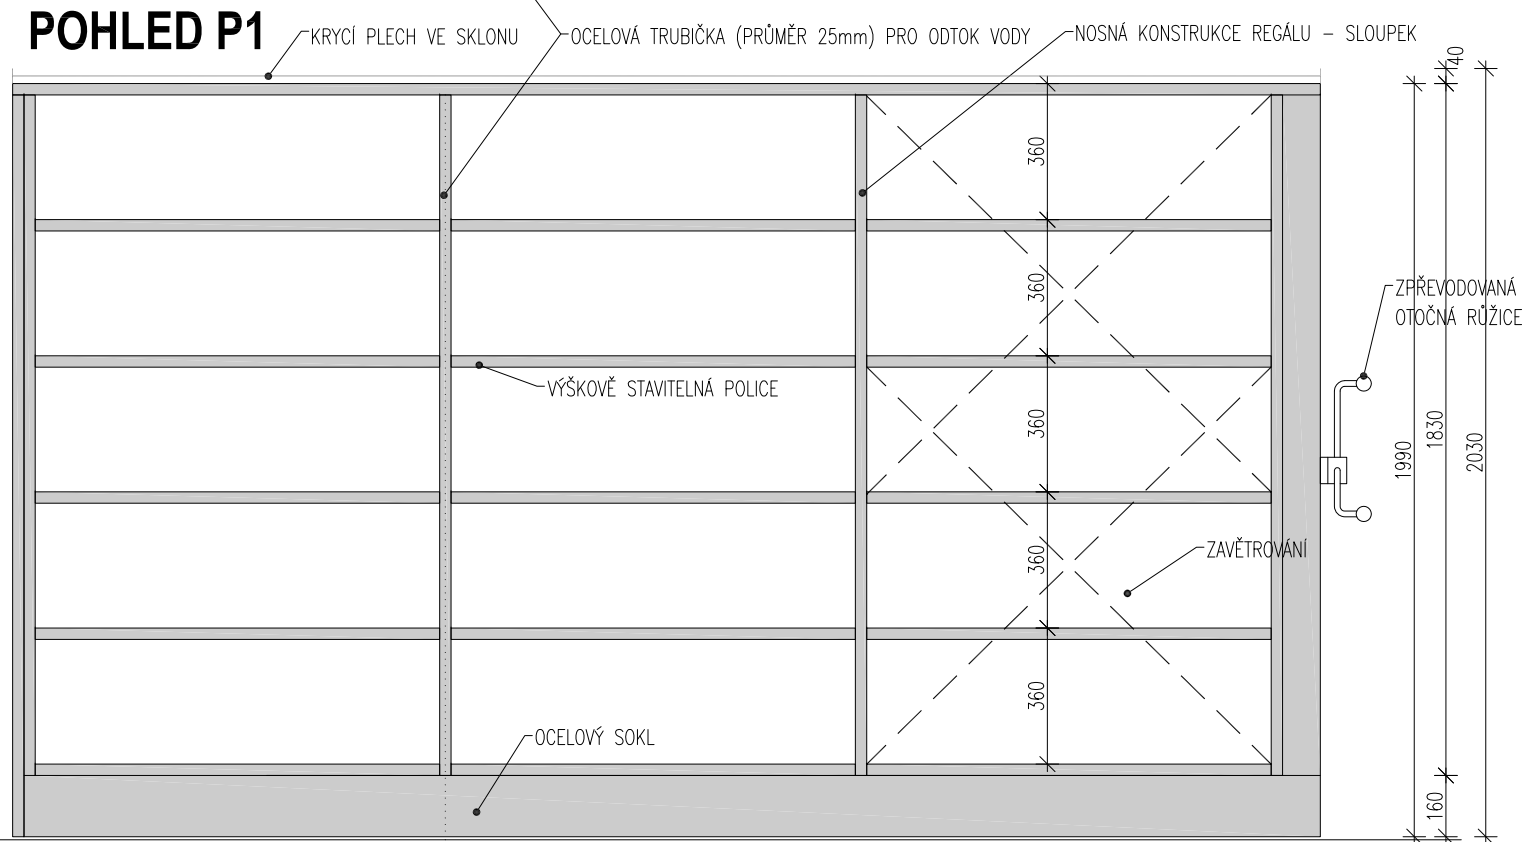 POHLED P1
KRYCÍ PLECH VE SKLONU
OCELOVÁ TRUBIČKA (PRŮMĚR 25mm) PRO ODTOK VODY
NOSNÁ KONSTRUKCE REGÁLU – SLOUPEK
40
360
360
ZPŘEVODOVANÁ
OTOČNÁ RŮŽICE
VÝŠKOVĚ STAVITELNÁ POLICE
360
1990
1830
2030
360
ZAVĚTROVÁNÍ
360
OCELOVÝ SOKL
160